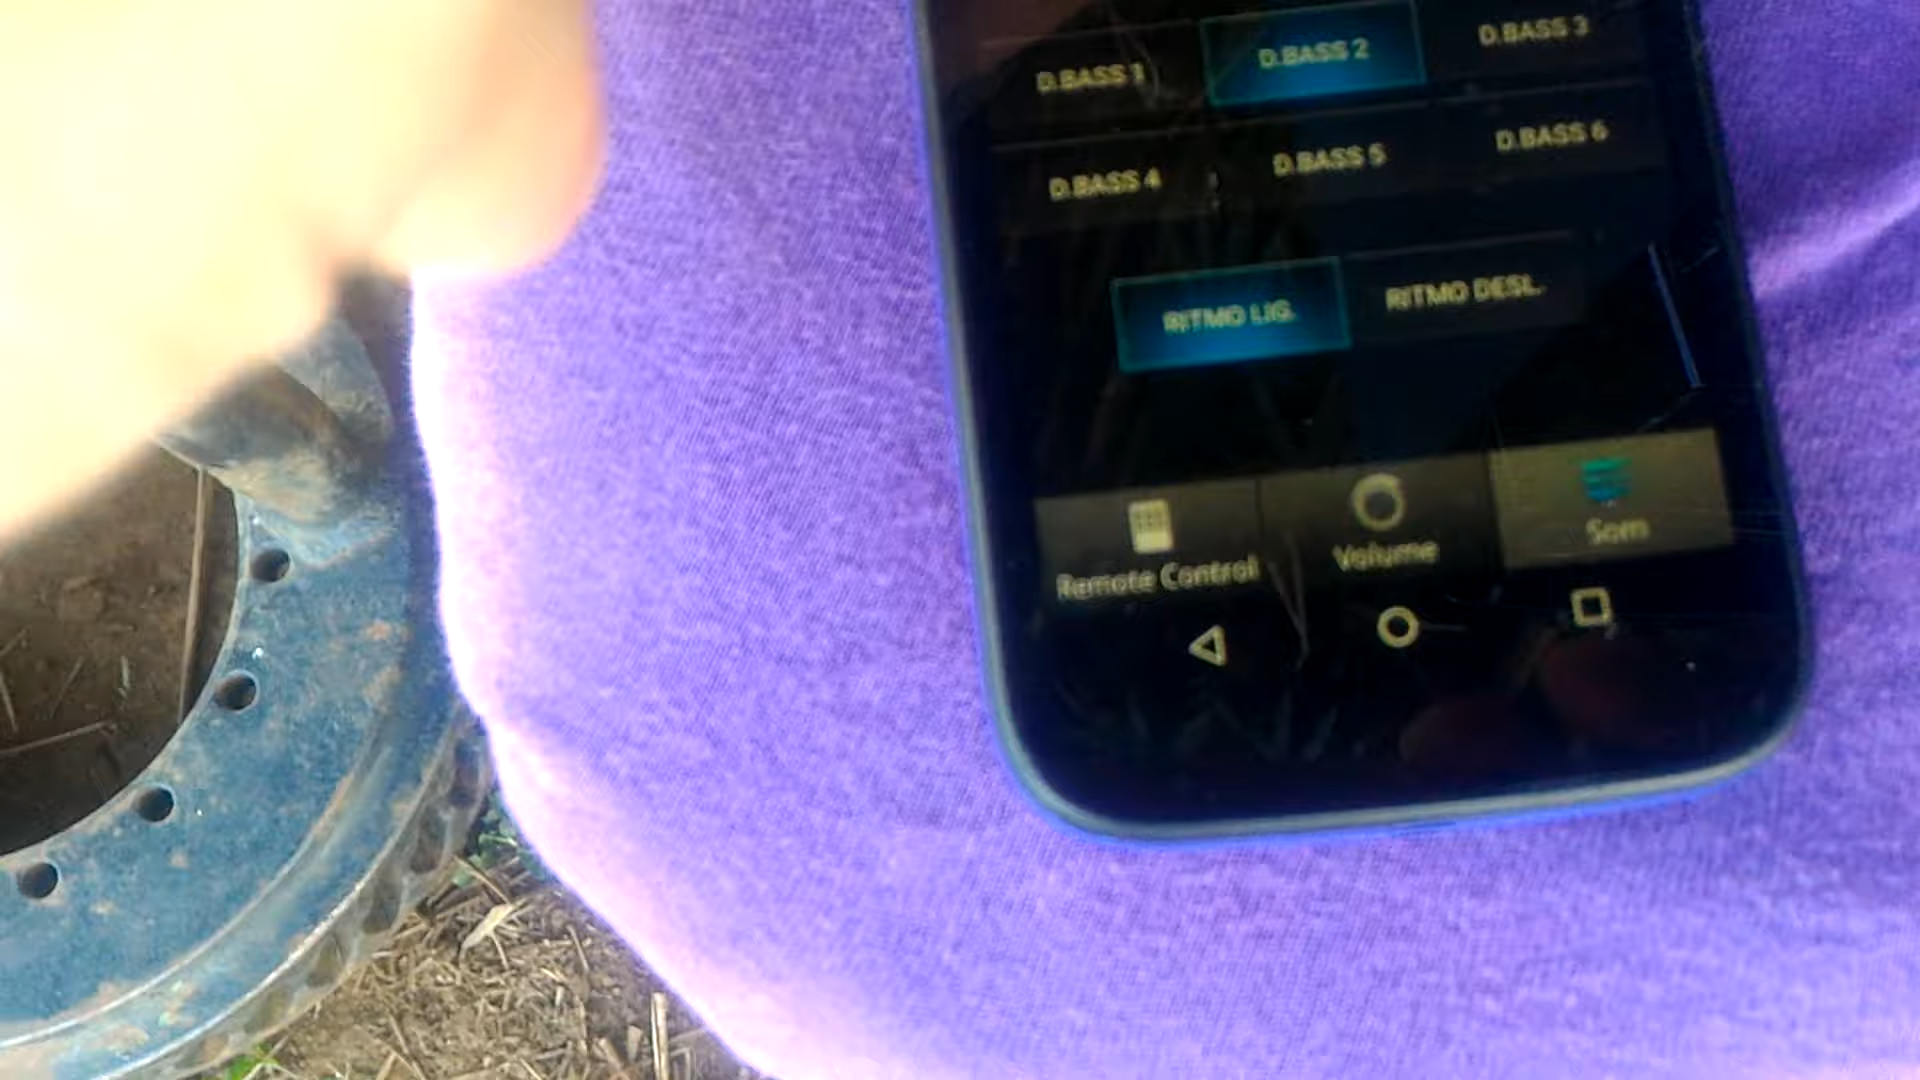 D.BASS 1 D.BASS 2 D.BASS 3
D.BASS 4 D.BASS 5 D.BASS 6
RITMO LIG. RITMO DESL.
Remote Control Volume Som